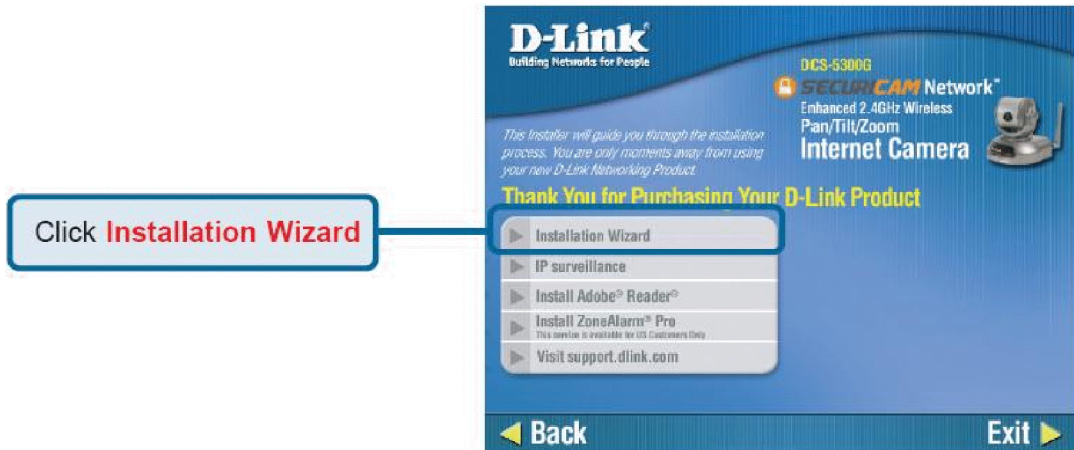 Click Installation Wizard
D-Link
Building Networks for People
DCS-5300G
SECURICAM Network™
Enhanced 2.4GHz Wireless
Pan/Tilt/Zoom
Internet Camera
This Installer will guide you through the installation
process. You are only moments away from using
your new D-Link Networking Product.
Thank You for Purchasing Your D-Link Product
Installation Wizard
IP surveillance
Install Adobe® Reader®
Install ZoneAlarm® Pro
This service is available for US Customers Only
Visit support.dlink.com
Back
Exit